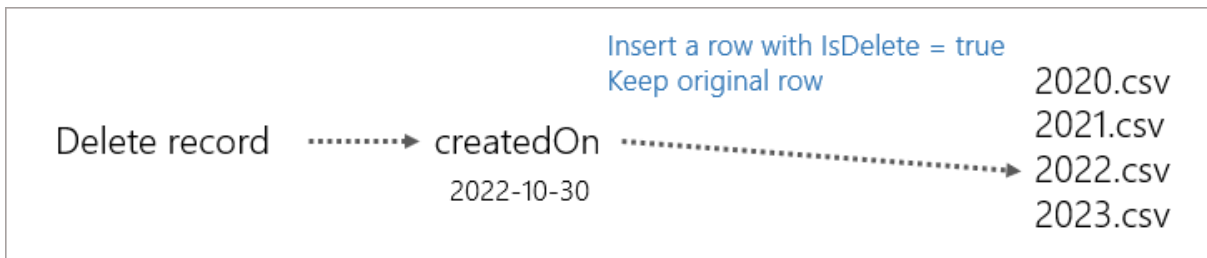 Insert a row with IsDelete = true
Keep original row
Delete record
createdOn
2022-10-30
2020.csv
2021.csv
2022.csv
2023.csv